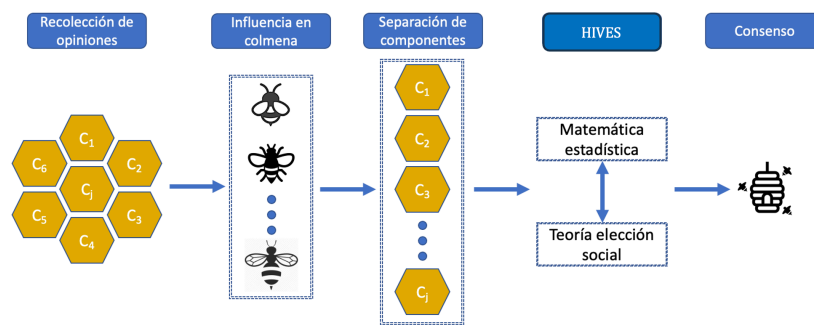 Recolección de
opiniones
Influencia en
colmena
Separación de
componentes
HIVES
Consenso
C1
C6
C2
Cj
C5
C3
C4
C1
C2
C3
Cj
Matemática
estadística
Teoría elección
social